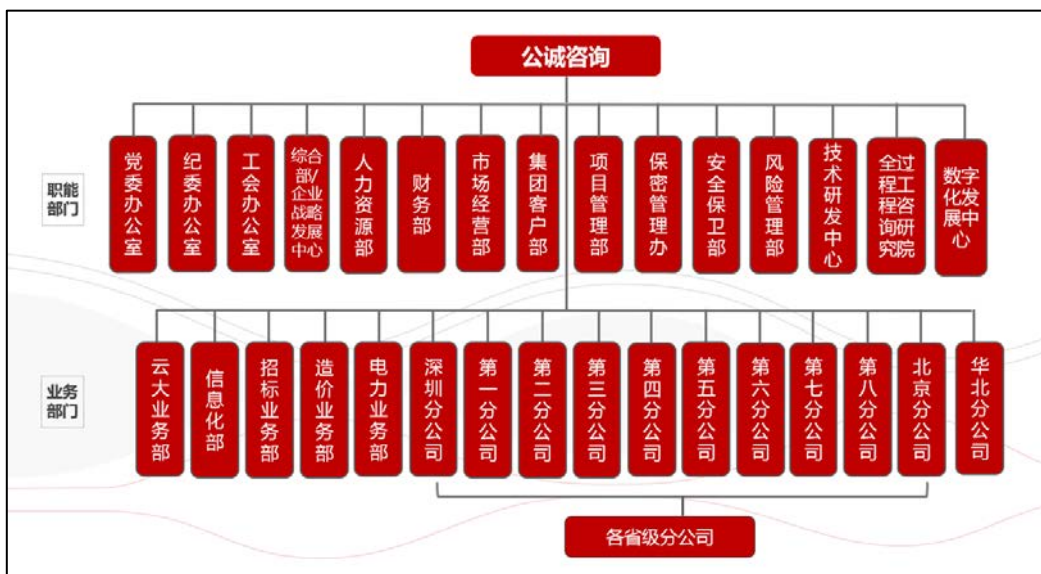 公诚咨询
职能
部门
党委办公室
纪委办公室
工会办公室
综合
部/
企业
战略
发展
中心
人力资源部
财务部
市场经营部
集团客户部
项目管理部
保密管理办
安全保卫部
风险管理部
技术研发中心
全过程工程咨询研究院
数字化发展中心
业务
部门
云大业务部
信息化部
招标业务部
造价业务部
电力业务部
深圳分公司
第一分公司
第二分公司
第三分公司
第四分公司
第五分公司
第六分公司
第七分公司
第八分公司
北京分公司
华北分公司
各省级分公司